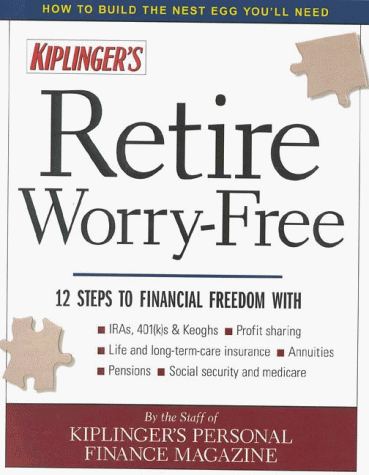 HOW TO BUILD THE NEST EGG YOU'LL NEED
KIPLINGER'S
Retire
Worry-Free
12 STEPS TO FINANCIAL FREEDOM WITH
■ IRAs, 401(k)s & Keoghs ■ Profit sharing
■ Life and long-term-care insurance ■ Annuities
■ Pensions ■ Social security and medicare
By the Staff of
KIPLINGER'S PERSONAL
FINANCE MAGAZINE